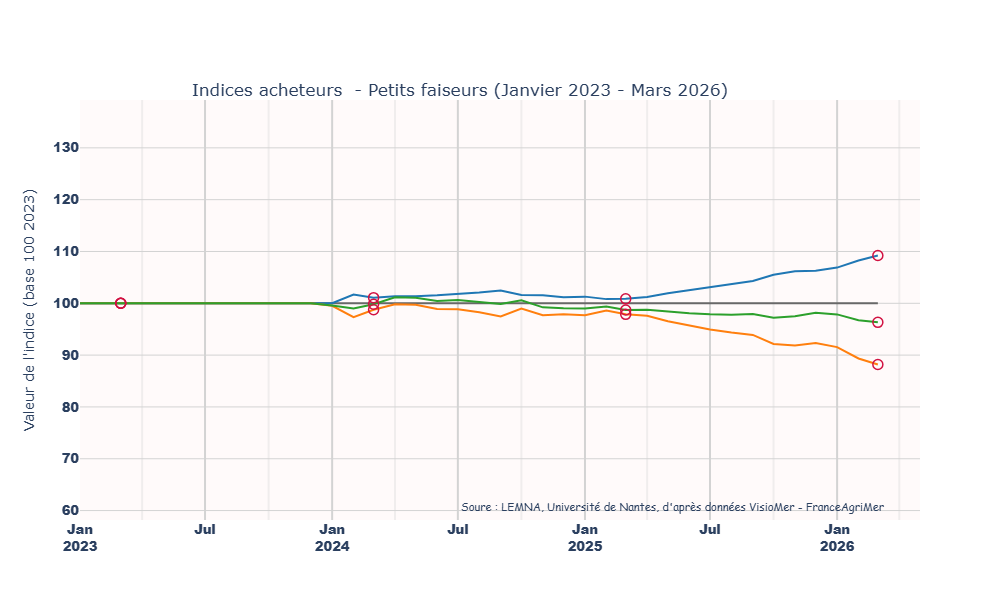 Indices acheteurs  - Petits faiseurs (Janvier 2023 - Mars 2026)
Valeur de l'indice (base 100 2023)
130
120
110
100
90
80
70
60
Soure : LEMNA, Université de Nantes, d'après données VisioMer - FranceAgriMer
Jan Jul Jan Jul Jan Jul Jan
2023 2024 2025 2026